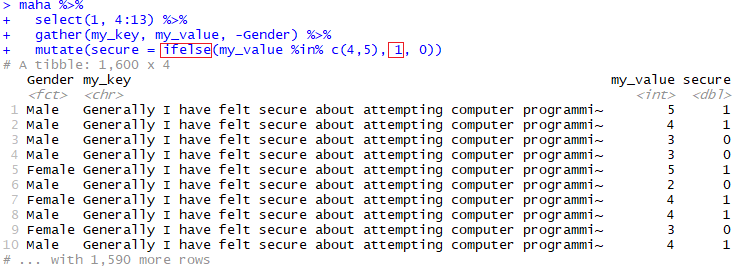 > maha %>%
+   select(1, 4:13) %>%
+   gather(my_key, my_value, -Gender) %>%
+   mutate(secure = ifelse(my_value %in% c(4,5), 1, 0))
# A tibble: 1,600 x 4
   Gender my_key                                                            my_value secure
   <fct>  <chr>                                                                <int>  <dbl>
 1 Male   Generally I have felt secure about attempting computer programmi~        5      1
 2 Male   Generally I have felt secure about attempting computer programmi~        4      1
 3 Male   Generally I have felt secure about attempting computer programmi~        3      0
 4 Male   Generally I have felt secure about attempting computer programmi~        3      0
 5 Female Generally I have felt secure about attempting computer programmi~        5      1
 6 Male   Generally I have felt secure about attempting computer programmi~        2      0
 7 Female Generally I have felt secure about attempting computer programmi~        4      1
 8 Male   Generally I have felt secure about attempting computer programmi~        4      1
 9 Female Generally I have felt secure about attempting computer programmi~        3      0
10 Male   Generally I have felt secure about attempting computer programmi~        4      1
# ... with 1,590 more rows